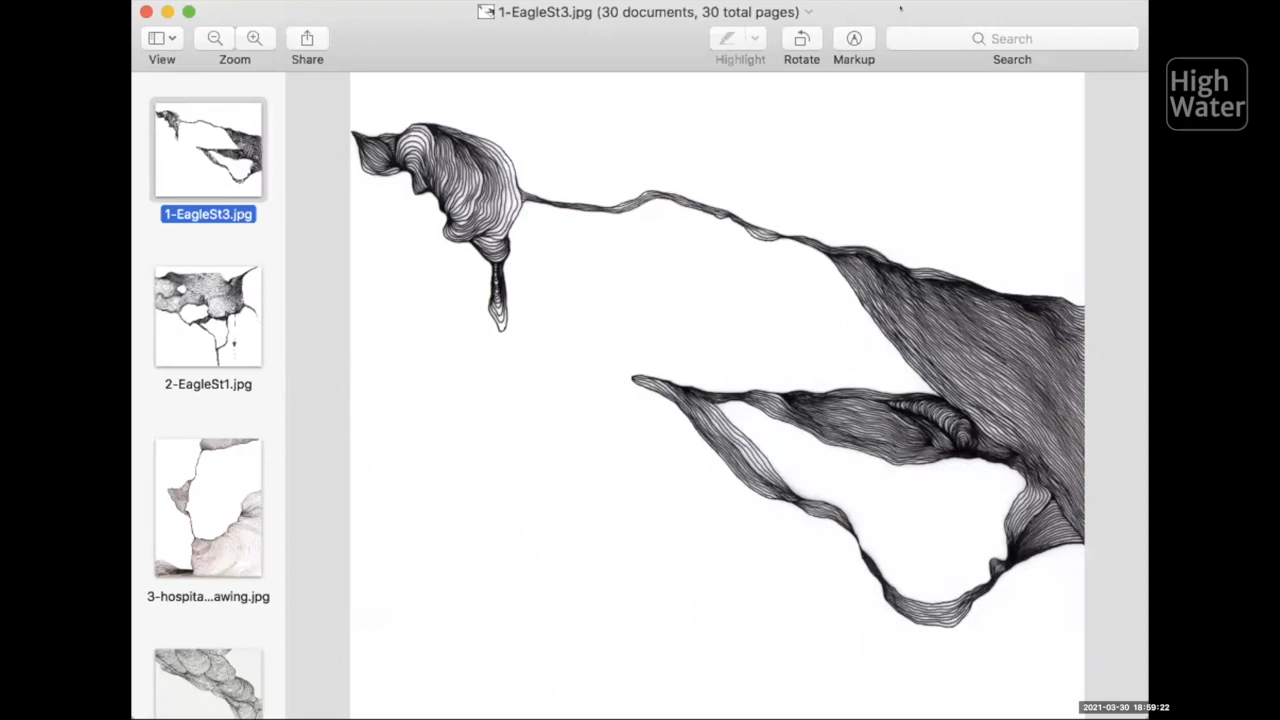 1-EagleSt3.jpg (30 documents, 30 total pages)
View
Zoom
Share
Highlight
Rotate
Markup
Search
Search
High
Water
1-EagleSt3.jpg
2-EagleSt1.jpg
3-hospita...awing.jpg
2021-03-30 18:59:22